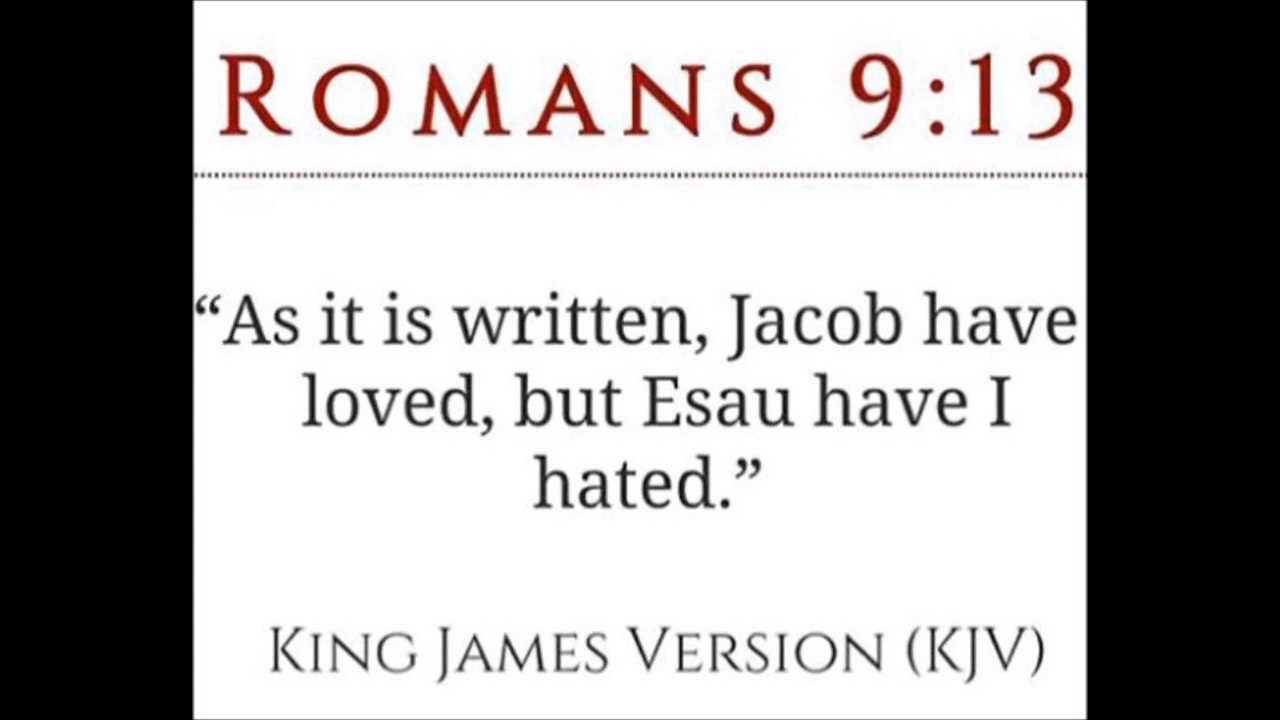 ROMANS 9:13
“As it is written, Jacob have
loved, but Esau have I
hated.”
KING JAMES VERSION (KJV)